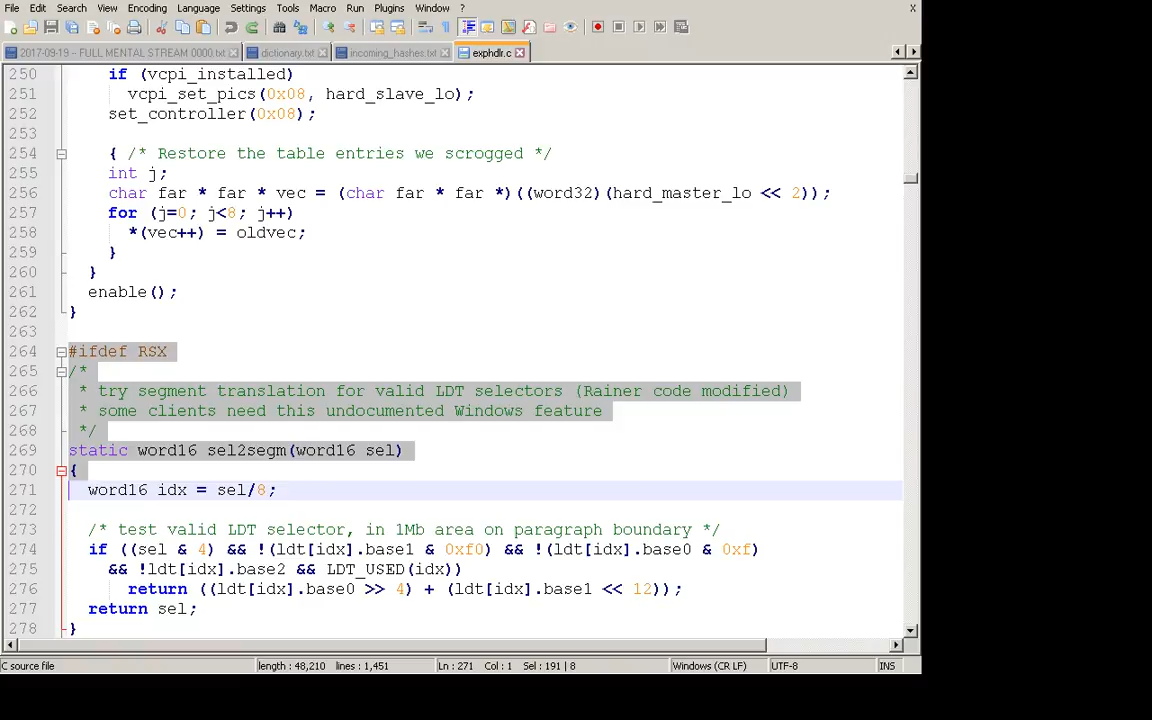 File Edit Search View Encoding Language Settings Tools Macro Run Plugins Window ? X
2017-09-19 – FULL MENTAL STREAM 0000.txt dictionary.txt incoming_hashes.txt exphdlr.c
250 if (vcpi_installed)
251 vcpi_set_pics(0x08, hard_slave_lo);
252 set_controller(0x08);
253
254 { /* Restore the table entries we scrogged */
255 int j;
256 char far * far * vec = (char far * far *)((word32)(hard_master_lo << 2));
257 for (j=0; j<8; j++)
258 *(vec++) = oldvec;
259 }
260 }
261 enable();
262 }
263
264 #ifdef RSX
265 /*
266 * try segment translation for valid LDT selectors (Rainer code modified)
267 * some clients need this undocumented Windows feature
268 */
269 static word16 sel2segm(word16 sel)
270 {
271 word16 idx = sel/8;
272
273 /* test valid LDT selector, in 1Mb area on paragraph boundary */
274 if ((sel & 4) && !(ldt[idx].base1 & 0xf0) && !(ldt[idx].base0 & 0xf)
275 && !ldt[idx].base2 && LDT_USED(idx))
276 return ((ldt[idx].base0 >> 4) + (ldt[idx].base1 << 12));
277 return sel;
278 }
C source file length : 48,210 lines : 1,451 Ln : 271 Col : 1 Sel : 191 | 8 Windows (CR LF) UTF-8 INS